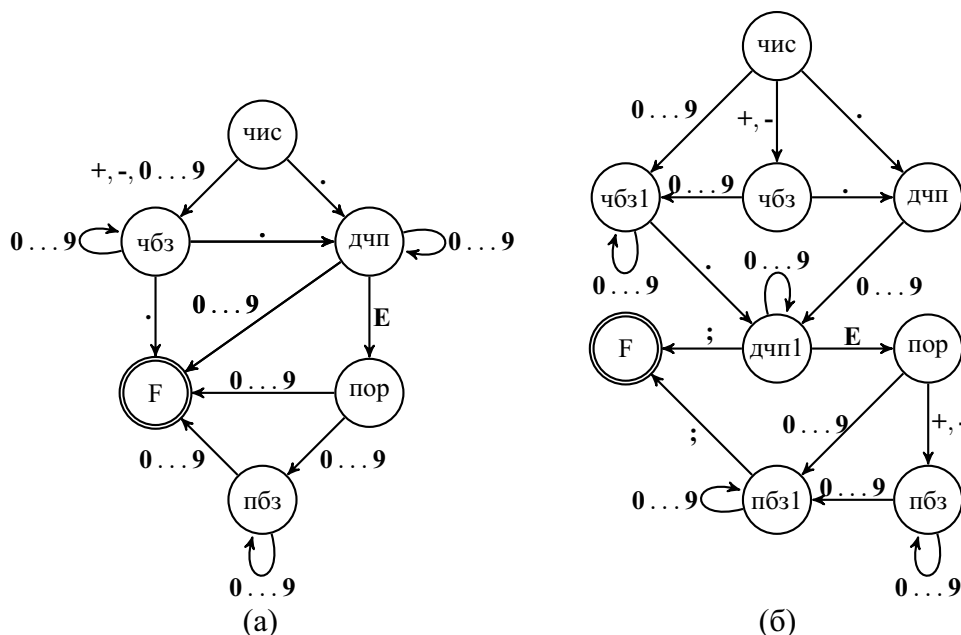 чис
0 . . . 9
+, -
.
чис
+, -, 0 . . . 9
.
чбз1
0 . . . 9
чбз
.
дчп
0 . . . 9
чбз
.
дчп
0 . . . 9
0 . . . 9
.
0 . . . 9
0 . . . 9
.
0 . . . 9
E
F
;
дчп1
E
пор
F
0 . . . 9
пор
;
0 . . . 9
+, -
0 . . . 9
0 . . . 9
пбз
0 . . . 9
пбз1
0 . . . 9
пбз
0 . . . 9
0 . . . 9
(а)
(б)